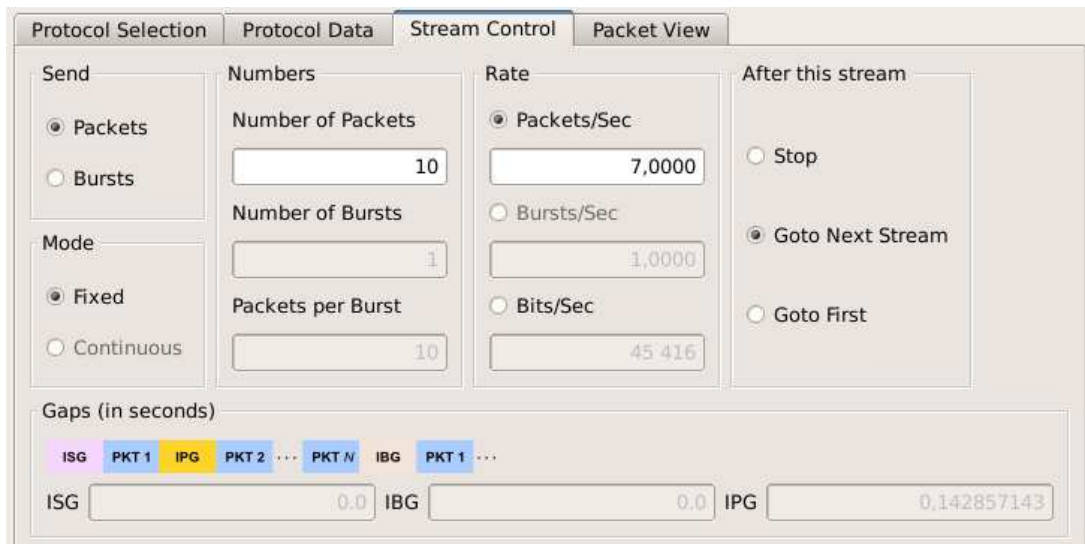 Protocol Selection Protocol Data Stream Control Packet View
Send
Packets
Bursts
Mode
Fixed
Continuous
Numbers
Number of Packets
10
Number of Bursts
1
Packets per Burst
10
Rate
Packets/Sec
7,0000
Bursts/Sec
1,0000
Bits/Sec
45 416
After this stream
Stop
Goto Next Stream
Goto First
Gaps (in seconds)
ISG PKT 1 IPG PKT 2 ··· PKT N IBG PKT 1 ···
ISG 0.0 IBG 0.0 IPG 0,142857143